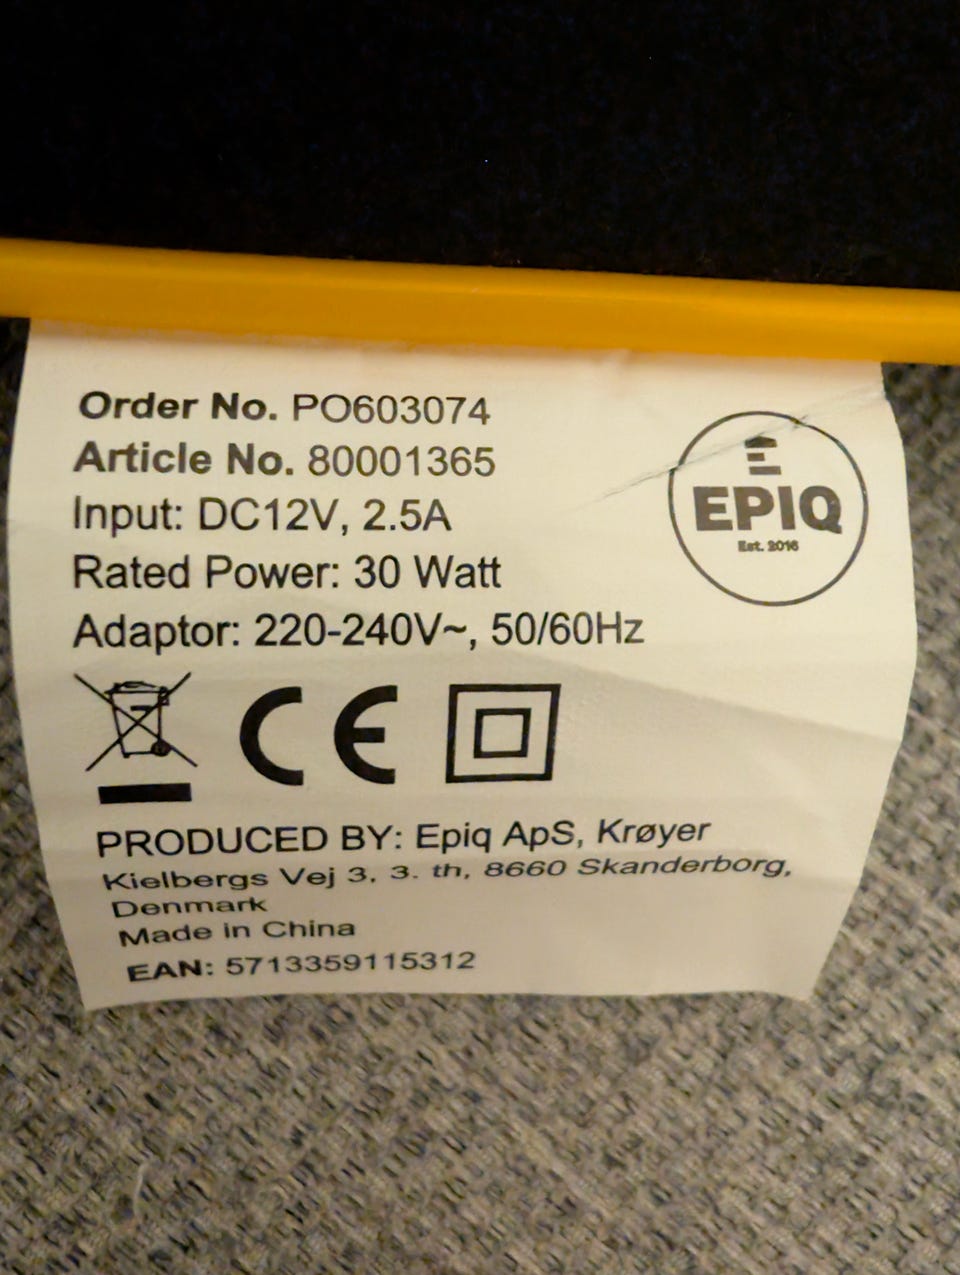 Order No. PO603074
Article No. 80001365
Input: DC12V, 2.5A
Rated Power: 30 Watt
Adaptor: 220-240V~, 50/60Hz
EPIQ
Est. 2016
CE
PRODUCED BY: Epiq ApS, Krøyer
Kielbergs Vej 3, 3. th, 8660 Skanderborg,
Denmark
Made in China
EAN: 5713359115312